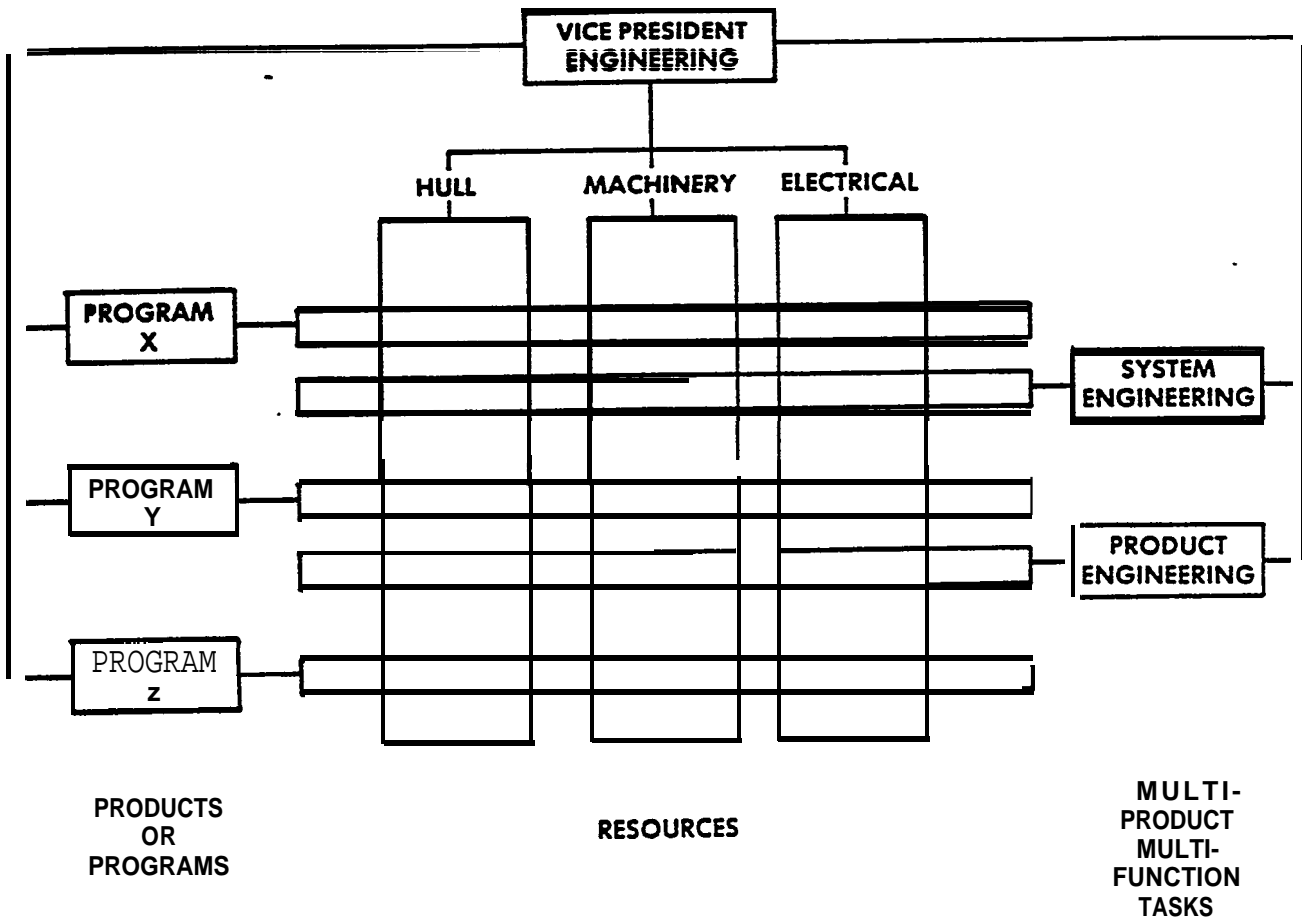 VICE PRESIDENT
ENGINEERING
HULL
MACHINERY
ELECTRICAL
PROGRAM
X
SYSTEM
ENGINEERING
PROGRAM
Y
PRODUCT
ENGINEERING
PROGRAM
z
PRODUCTS
OR
PROGRAMS
RESOURCES
MULTI-
PRODUCT
MULTI-
FUNCTION
TASKS